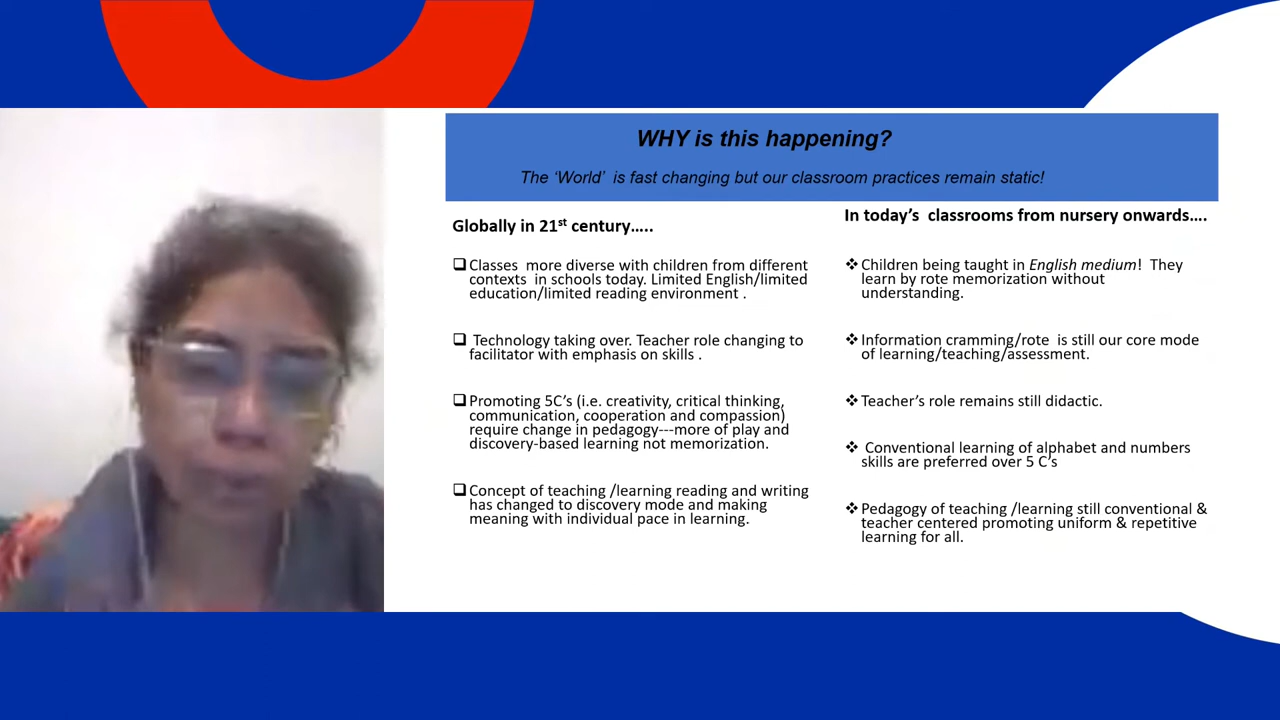 WHY is this happening?
The ‘World’ is fast changing but our classroom practices remain static!
Globally in 21st century…..
Classes more diverse with children from different
contexts in schools today. Limited English/limited
education/limited reading environment .
Technology taking over. Teacher role changing to
facilitator with emphasis on skills .
Promoting 5C’s (i.e. creativity, critical thinking,
communication, cooperation and compassion)
require change in pedagogy---more of play and
discovery-based learning not memorization.
Concept of teaching /learning reading and writing
has changed to discovery mode and making
meaning with individual pace in learning.
In today’s classrooms from nursery onwards….
Children being taught in English medium! They
learn by rote memorization without
understanding.
Information cramming/rote is still our core mode
of learning/teaching/assessment.
Teacher’s role remains still didactic.
Conventional learning of alphabet and numbers
skills are preferred over 5 C’s
Pedagogy of teaching /learning still conventional &
teacher centered promoting uniform & repetitive
learning for all.